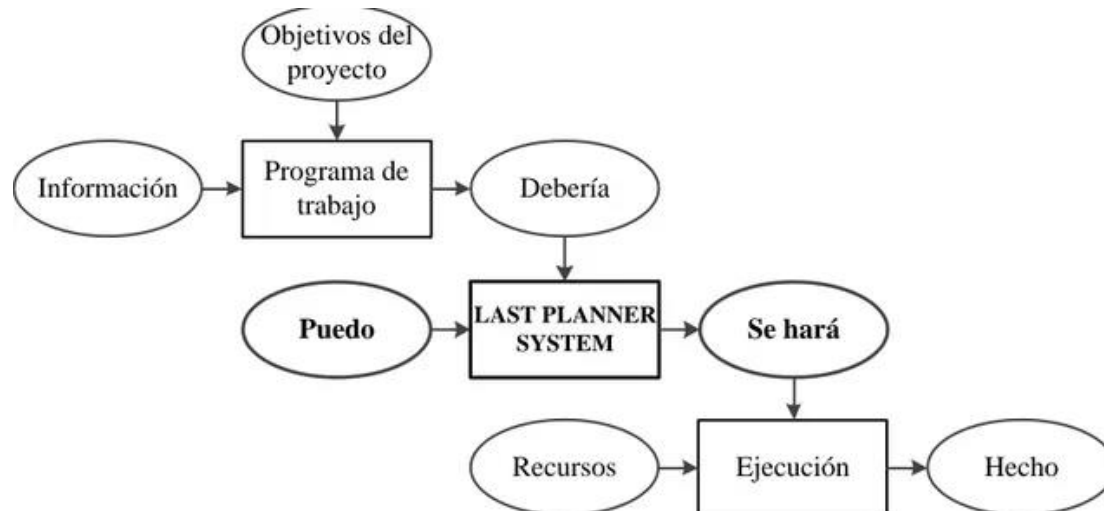 Objetivos del
proyecto
Información
Programa de
trabajo
Debería
Puedo
LAST PLANNER
SYSTEM
Se hará
Recursos
Ejecución
Hecho